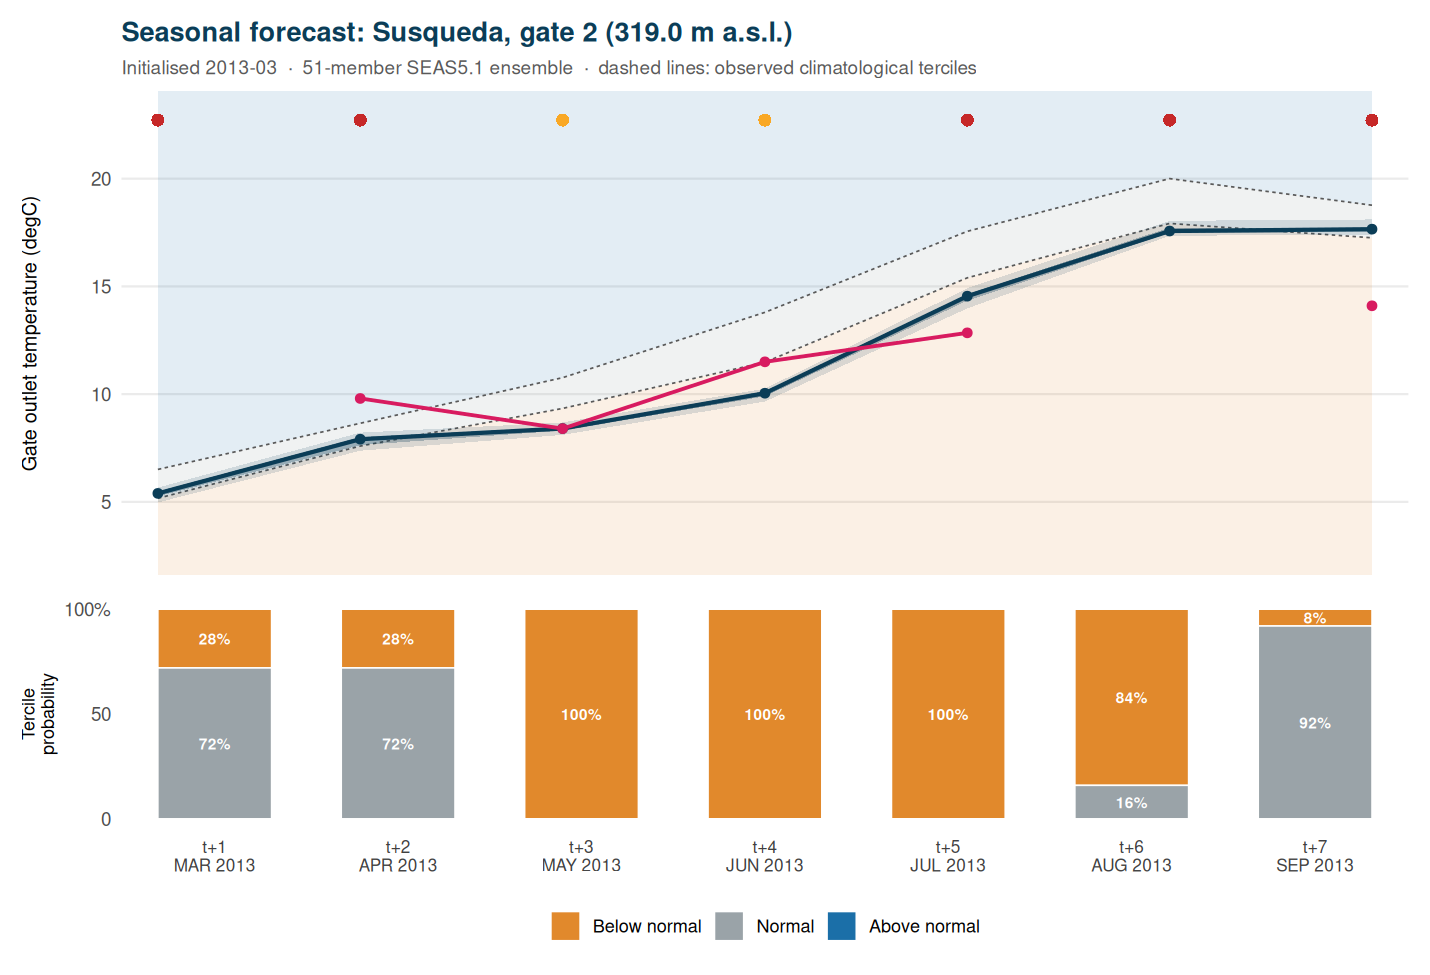 Seasonal forecast: Susqueda, gate 2 (319.0 m a.s.l.)
Initialised 2013-03 · 51-member SEAS5.1 ensemble · dashed lines: observed climatological terciles
Gate outlet temperature (degC)
20
15
10
5
Tercile
probability
100%
50
0
28%
28%
100%
100%
100%
84%
8%
72%
72%
16%
92%
t+1
MAR 2013
t+2
APR 2013
t+3
MAY 2013
t+4
JUN 2013
t+5
JUL 2013
t+6
AUG 2013
t+7
SEP 2013
Below normal
Normal
Above normal